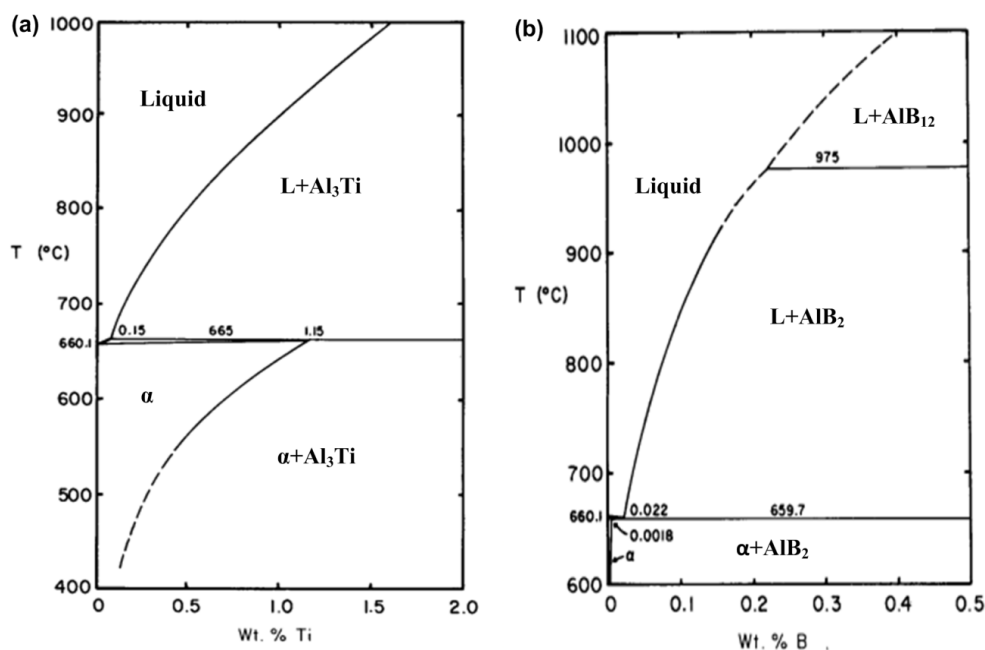 (a)
1000
Liquid
900
L+Al₃Ti
800
T (°C)
700
0.15 665 1.15
660.1
600
α
α+Al₃Ti
500
400
0 0.5 1.0 1.5 2.0
Wt. % Ti
(b)
1100
L+AlB₁₂
1000
975
Liquid
900
T (°C)
L+AlB₂
800
700
0.022 659.7
660.1
0.0018
α
α+AlB₂
600
0 0.1 0.2 0.3 0.4 0.5
Wt. % B .